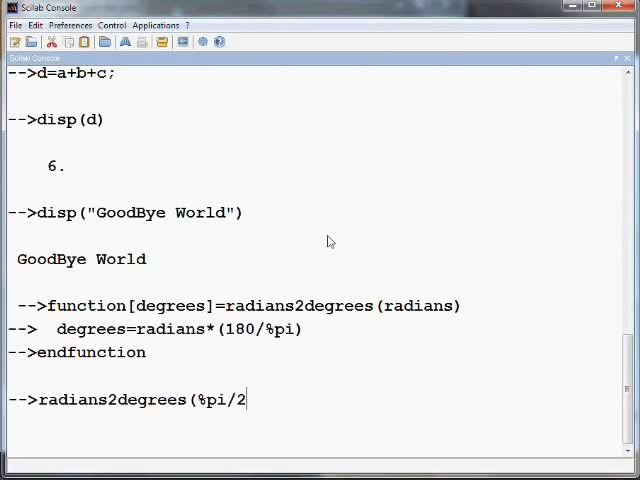 Scilab Console
File Edit Preferences Control Applications ?
Scilab Console
-->d=a+b+c;
-->disp(d)
6.
-->disp("GoodBye World")
GoodBye World
-->function[degrees]=radians2degrees(radians)
-->  degrees=radians*(180/%pi)
-->endfunction
-->radians2degrees(%pi/2